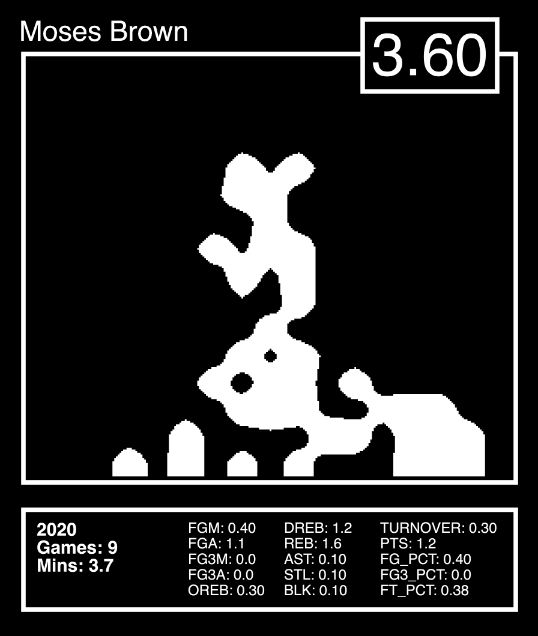 Moses Brown
3.60
2020
Games: 9
Mins: 3.7
FGM: 0.40
FGA: 1.1
FG3M: 0.0
FG3A: 0.0
OREB: 0.30
DREB: 1.2
REB: 1.6
AST: 0.10
STL: 0.10
BLK: 0.10
TURNOVER: 0.30
PTS: 1.2
FG_PCT: 0.40
FG3_PCT: 0.0
FT_PCT: 0.38